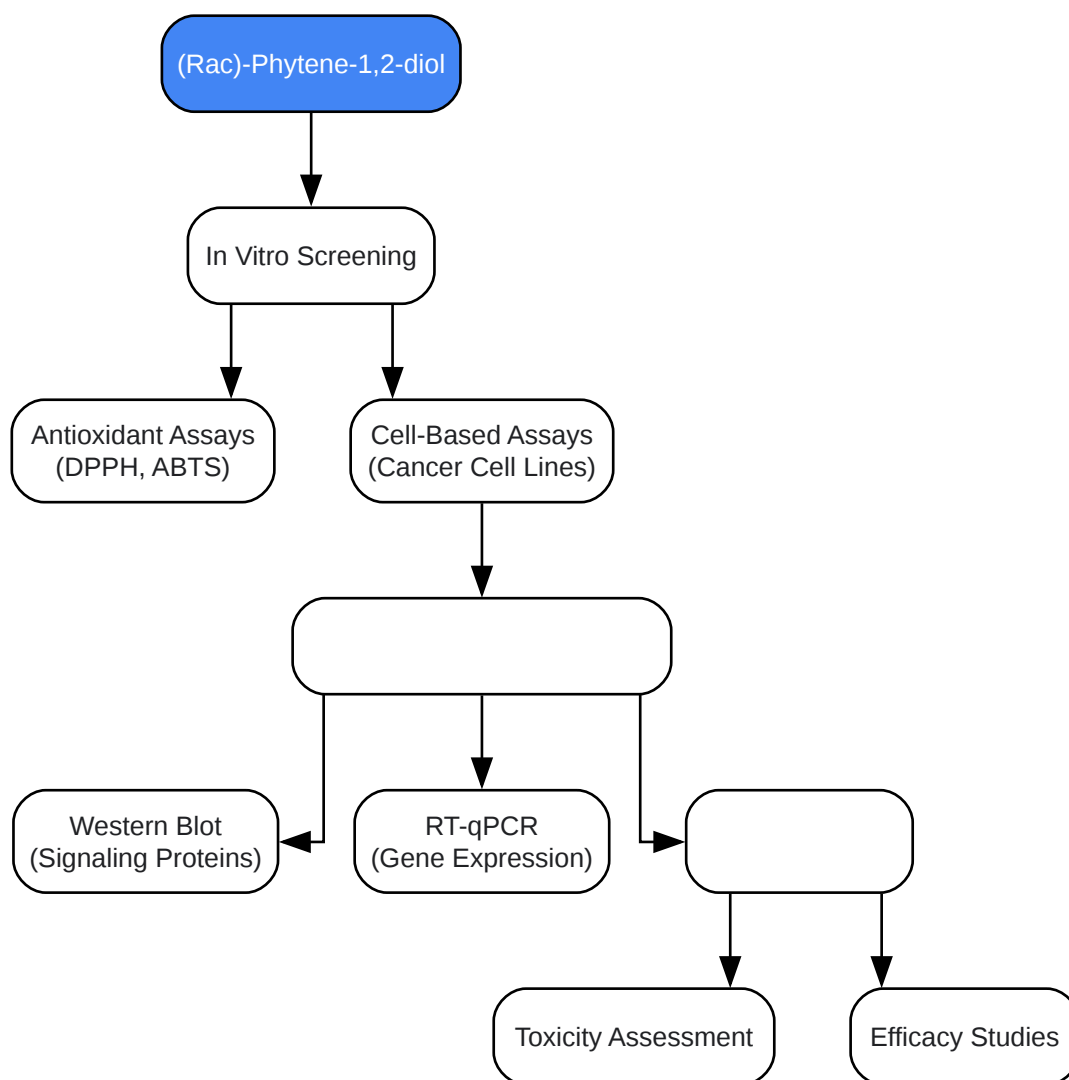 (Rac)-Phytene-1,2-diol
In Vitro Screening
Antioxidant Assays
(DPPH, ABTS)
Cell-Based Assays
(Cancer Cell Lines)
Western Blot
(Signaling Proteins)
RT-qPCR
(Gene Expression)
Toxicity Assessment
Efficacy Studies